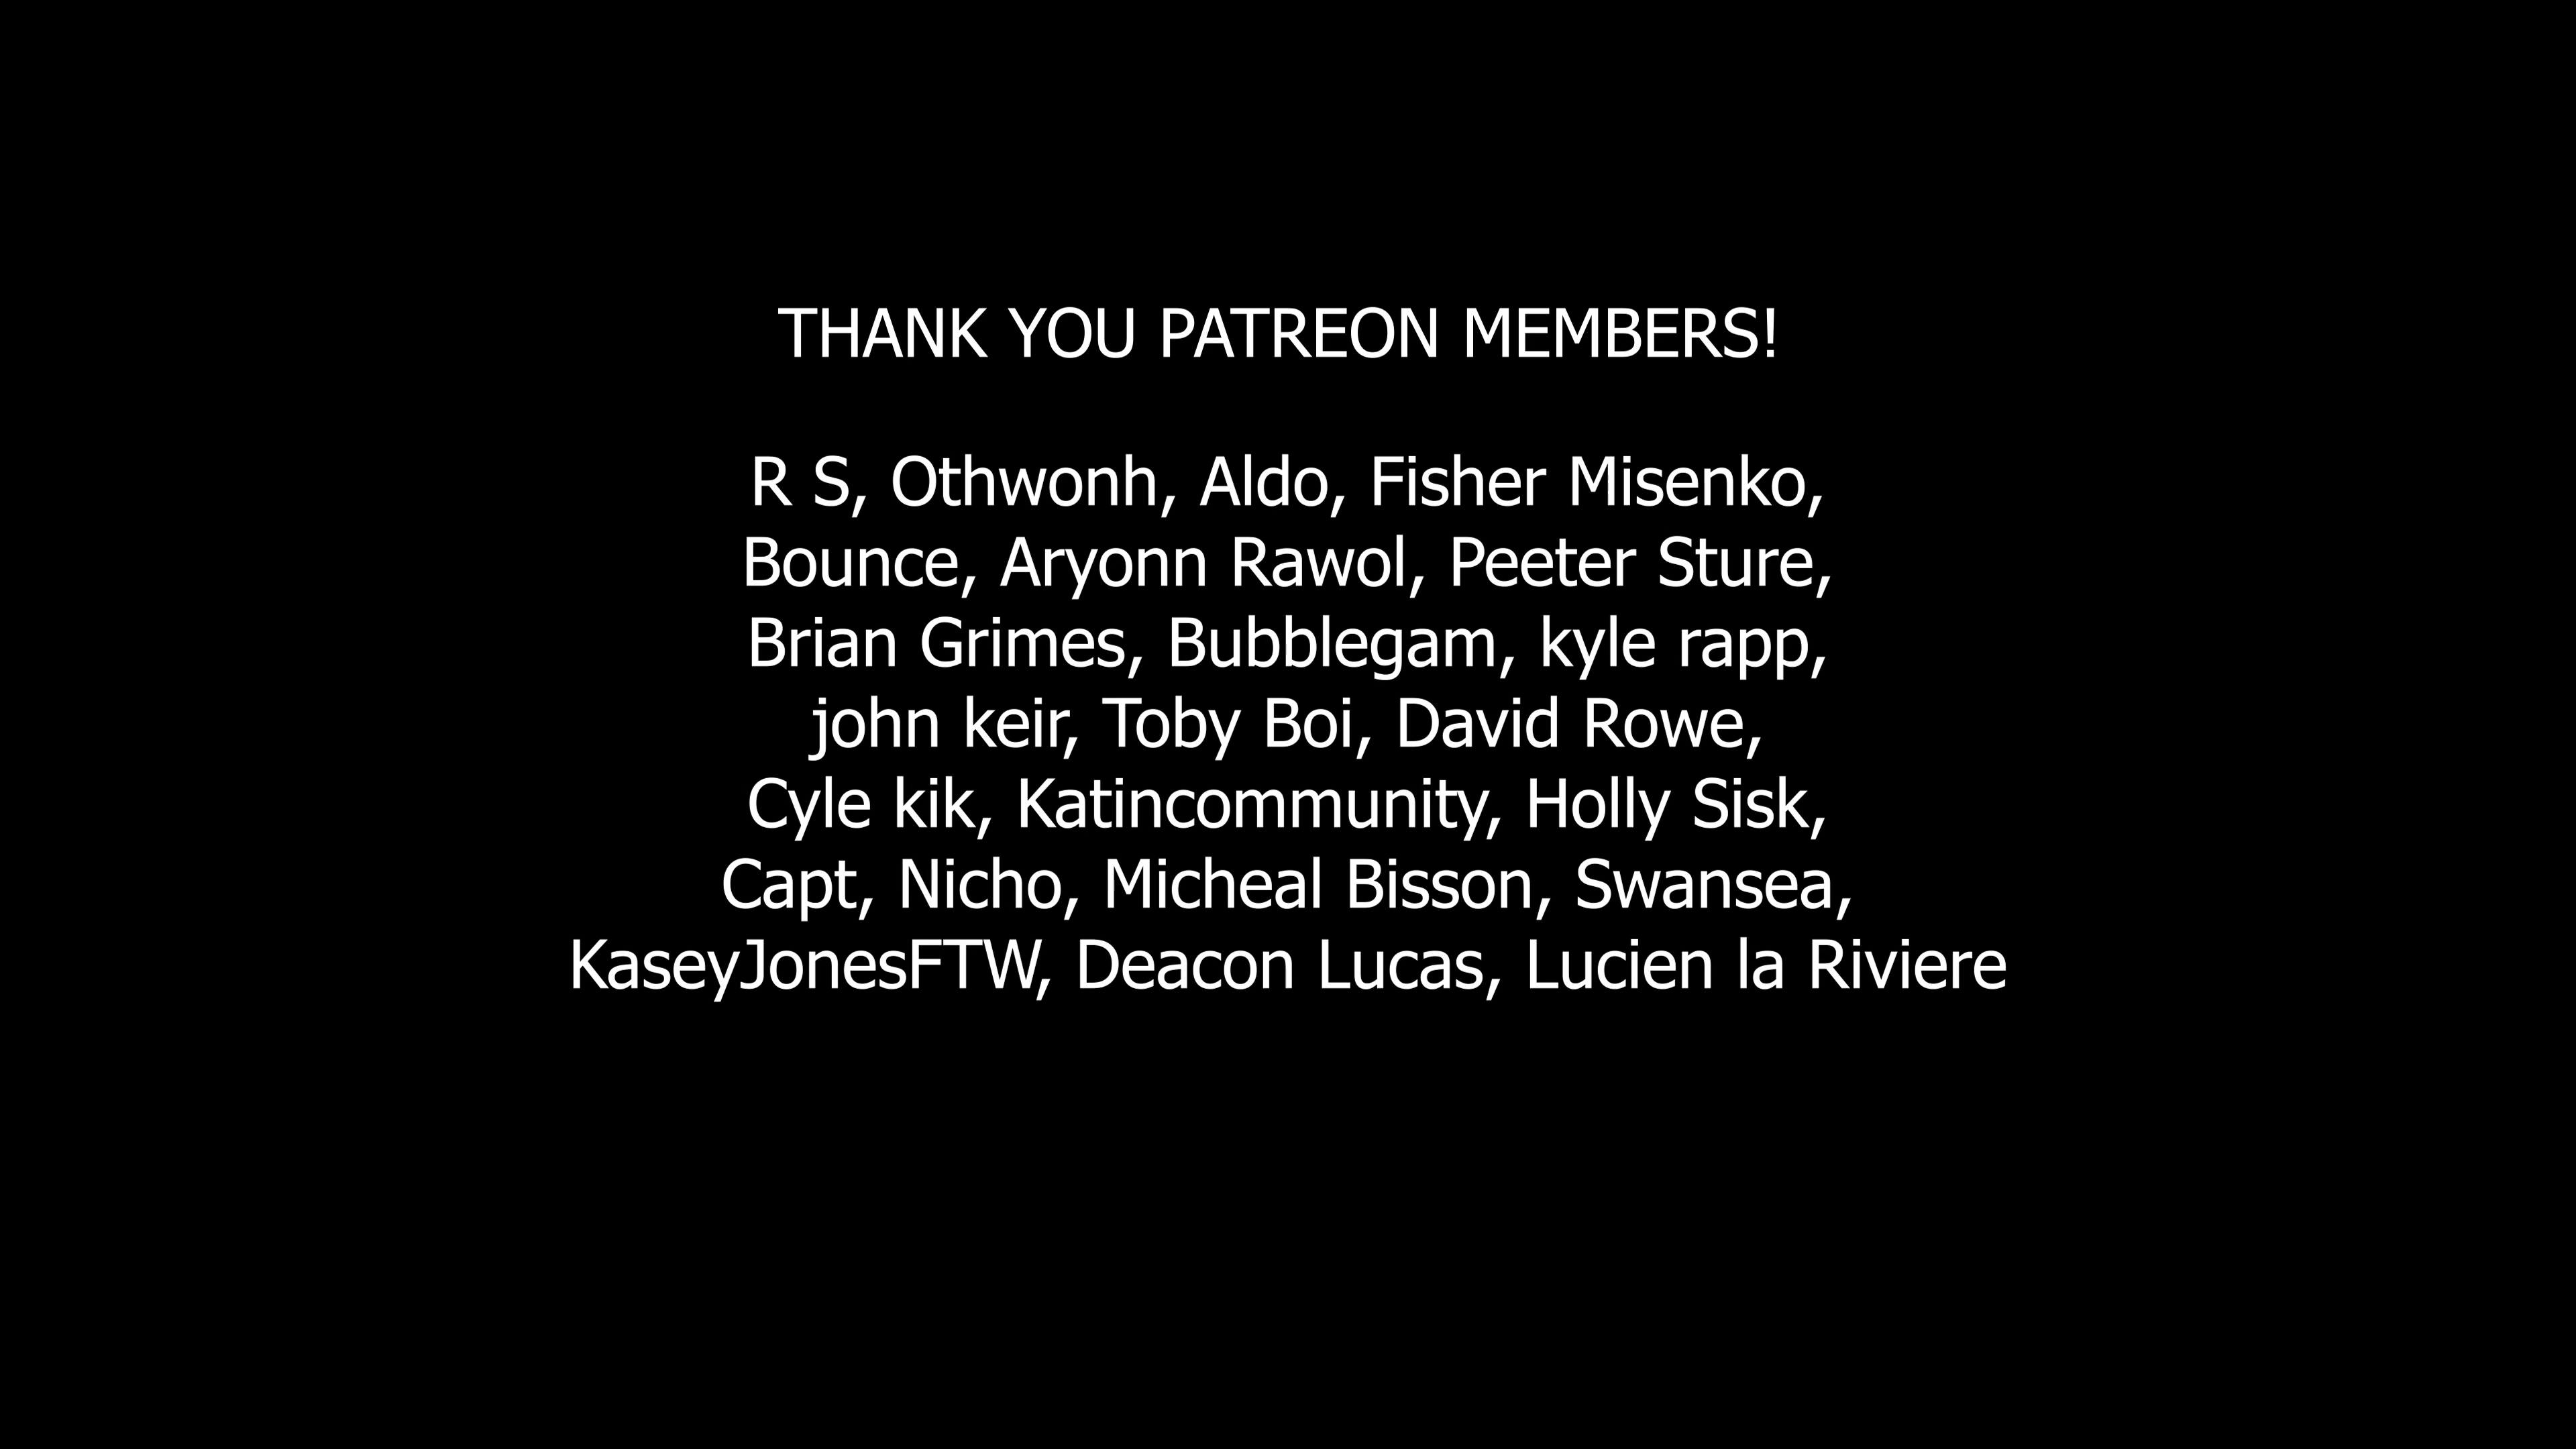 THANK YOU PATREON MEMBERS!
R S, Othwonh, Aldo, Fisher Misenko,
Bounce, Aryonn Rawol, Peeter Sture,
Brian Grimes, Bubblegam, kyle rapp,
john keir, Toby Boi, David Rowe,
Cyle kik, Katincommunity, Holly Sisk,
Capt, Nicho, Micheal Bisson, Swansea,
KaseyJonesFTW, Deacon Lucas, Lucien la Riviere